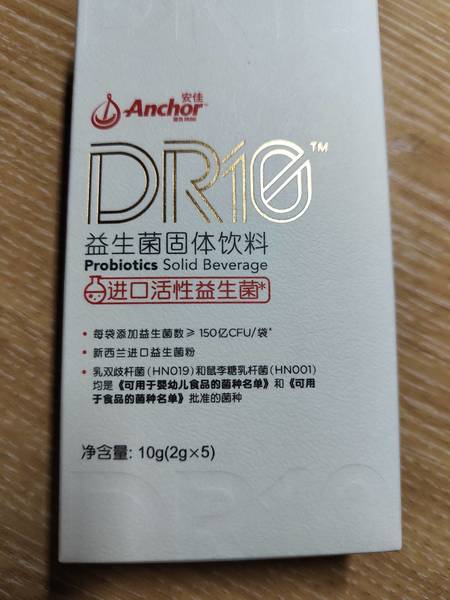 安佳
Anchor
DR10™
益生菌固体饮料
Probiotics Solid Beverage
进口活性益生菌*
• 每袋添加益生菌数≥150亿CFU/袋*
• 新西兰进口益生菌粉
• 乳双歧杆菌（HN019）和鼠李糖乳杆菌（HN001）
均是《可用于婴幼儿食品的菌种名单》和《可用
于食品的菌种名单》批准的菌种
净含量: 10g(2g×5)
DR10